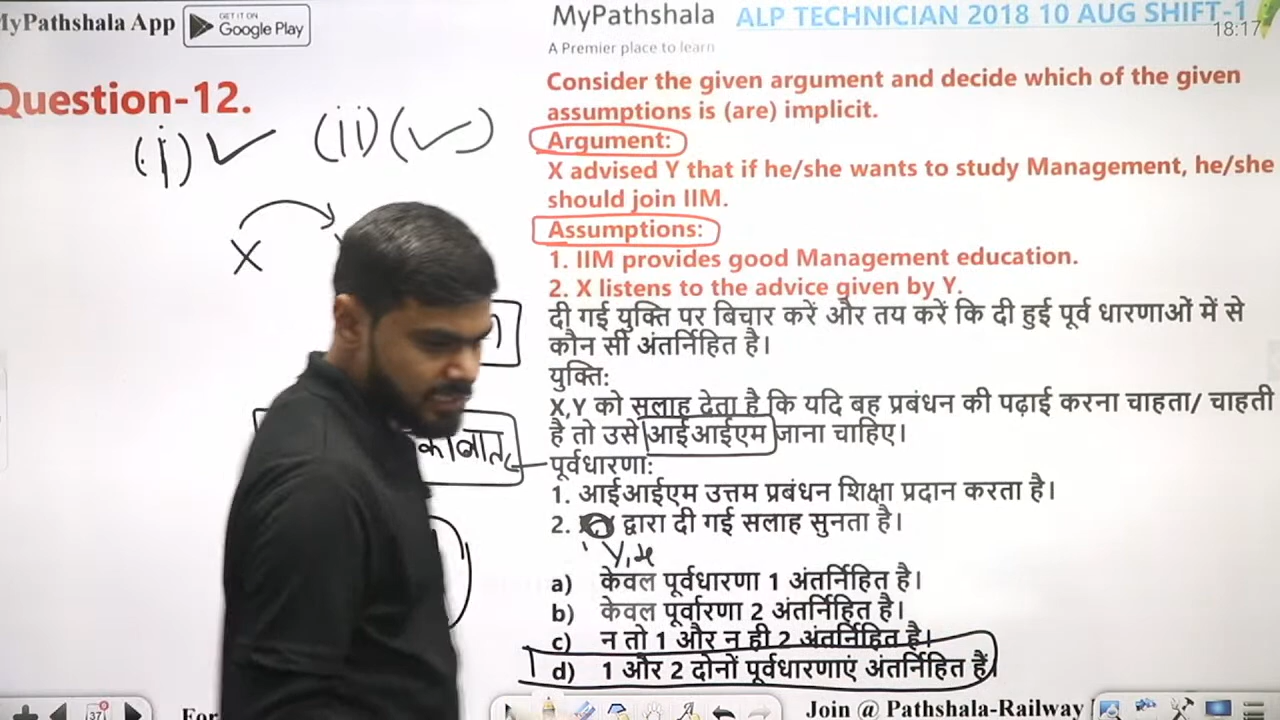 MyPathshala App
GET IT ON
Google Play
MyPathshala
A Premier place to learn
ALP TECHNICIAN 2018 10 AUG SHIFT-1
18:17
Question-12.
(i) ✓ (ii) (✓)
X
Consider the given argument and decide which of the given
assumptions is (are) implicit.
Argument:
X advised Y that if he/she wants to study Management, he/she
should join IIM.
Assumptions:
1. IIM provides good Management education.
2. X listens to the advice given by Y.
दी गई युक्ति पर बिचार करें और तय करें कि दी हुई पूर्व धारणाओं में से
कौन सी अंतर्निहित है।
युक्ति:
X,Y को सलाह देता है कि यदि बह प्रबंधन की पढ़ाई करना चाहता/ चाहती
है तो उसे आईआईएम जाना चाहिए।
पूर्वधारणा:
1. आईआईएम उत्तम प्रबंधन शिक्षा प्रदान करता है।
2. द्वारा दी गई सलाह सुनता है।
a) केवल पूर्वधारणा 1 अंतर्निहित है।
b) केवल पूर्वारणा 2 अंतर्निहित है।
c) न तो 1 और न ही 2 अंतर्निहित है।
d) 1 और 2 दोनों पूर्वधारणाएं अंतर्निहित हैं
37
For
Join @ Pathshala-Railway